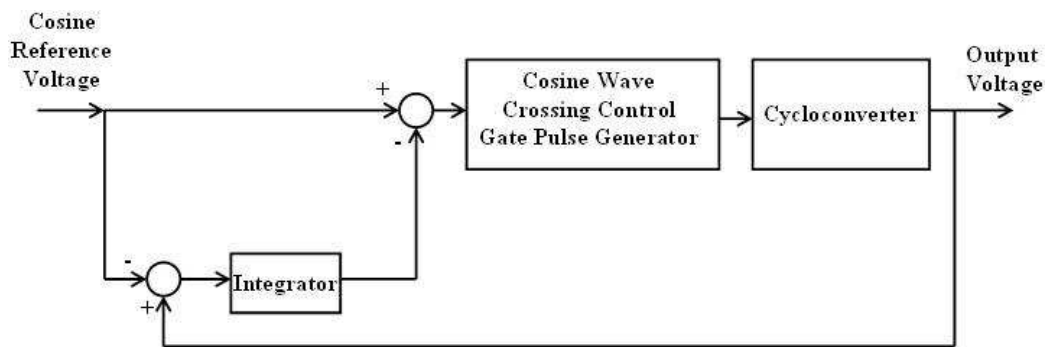 Cosine
Reference
Voltage
+
-
Cosine Wave
Crossing Control
Gate Pulse Generator
Cycloconverter
Output
Voltage
-
+
Integrator